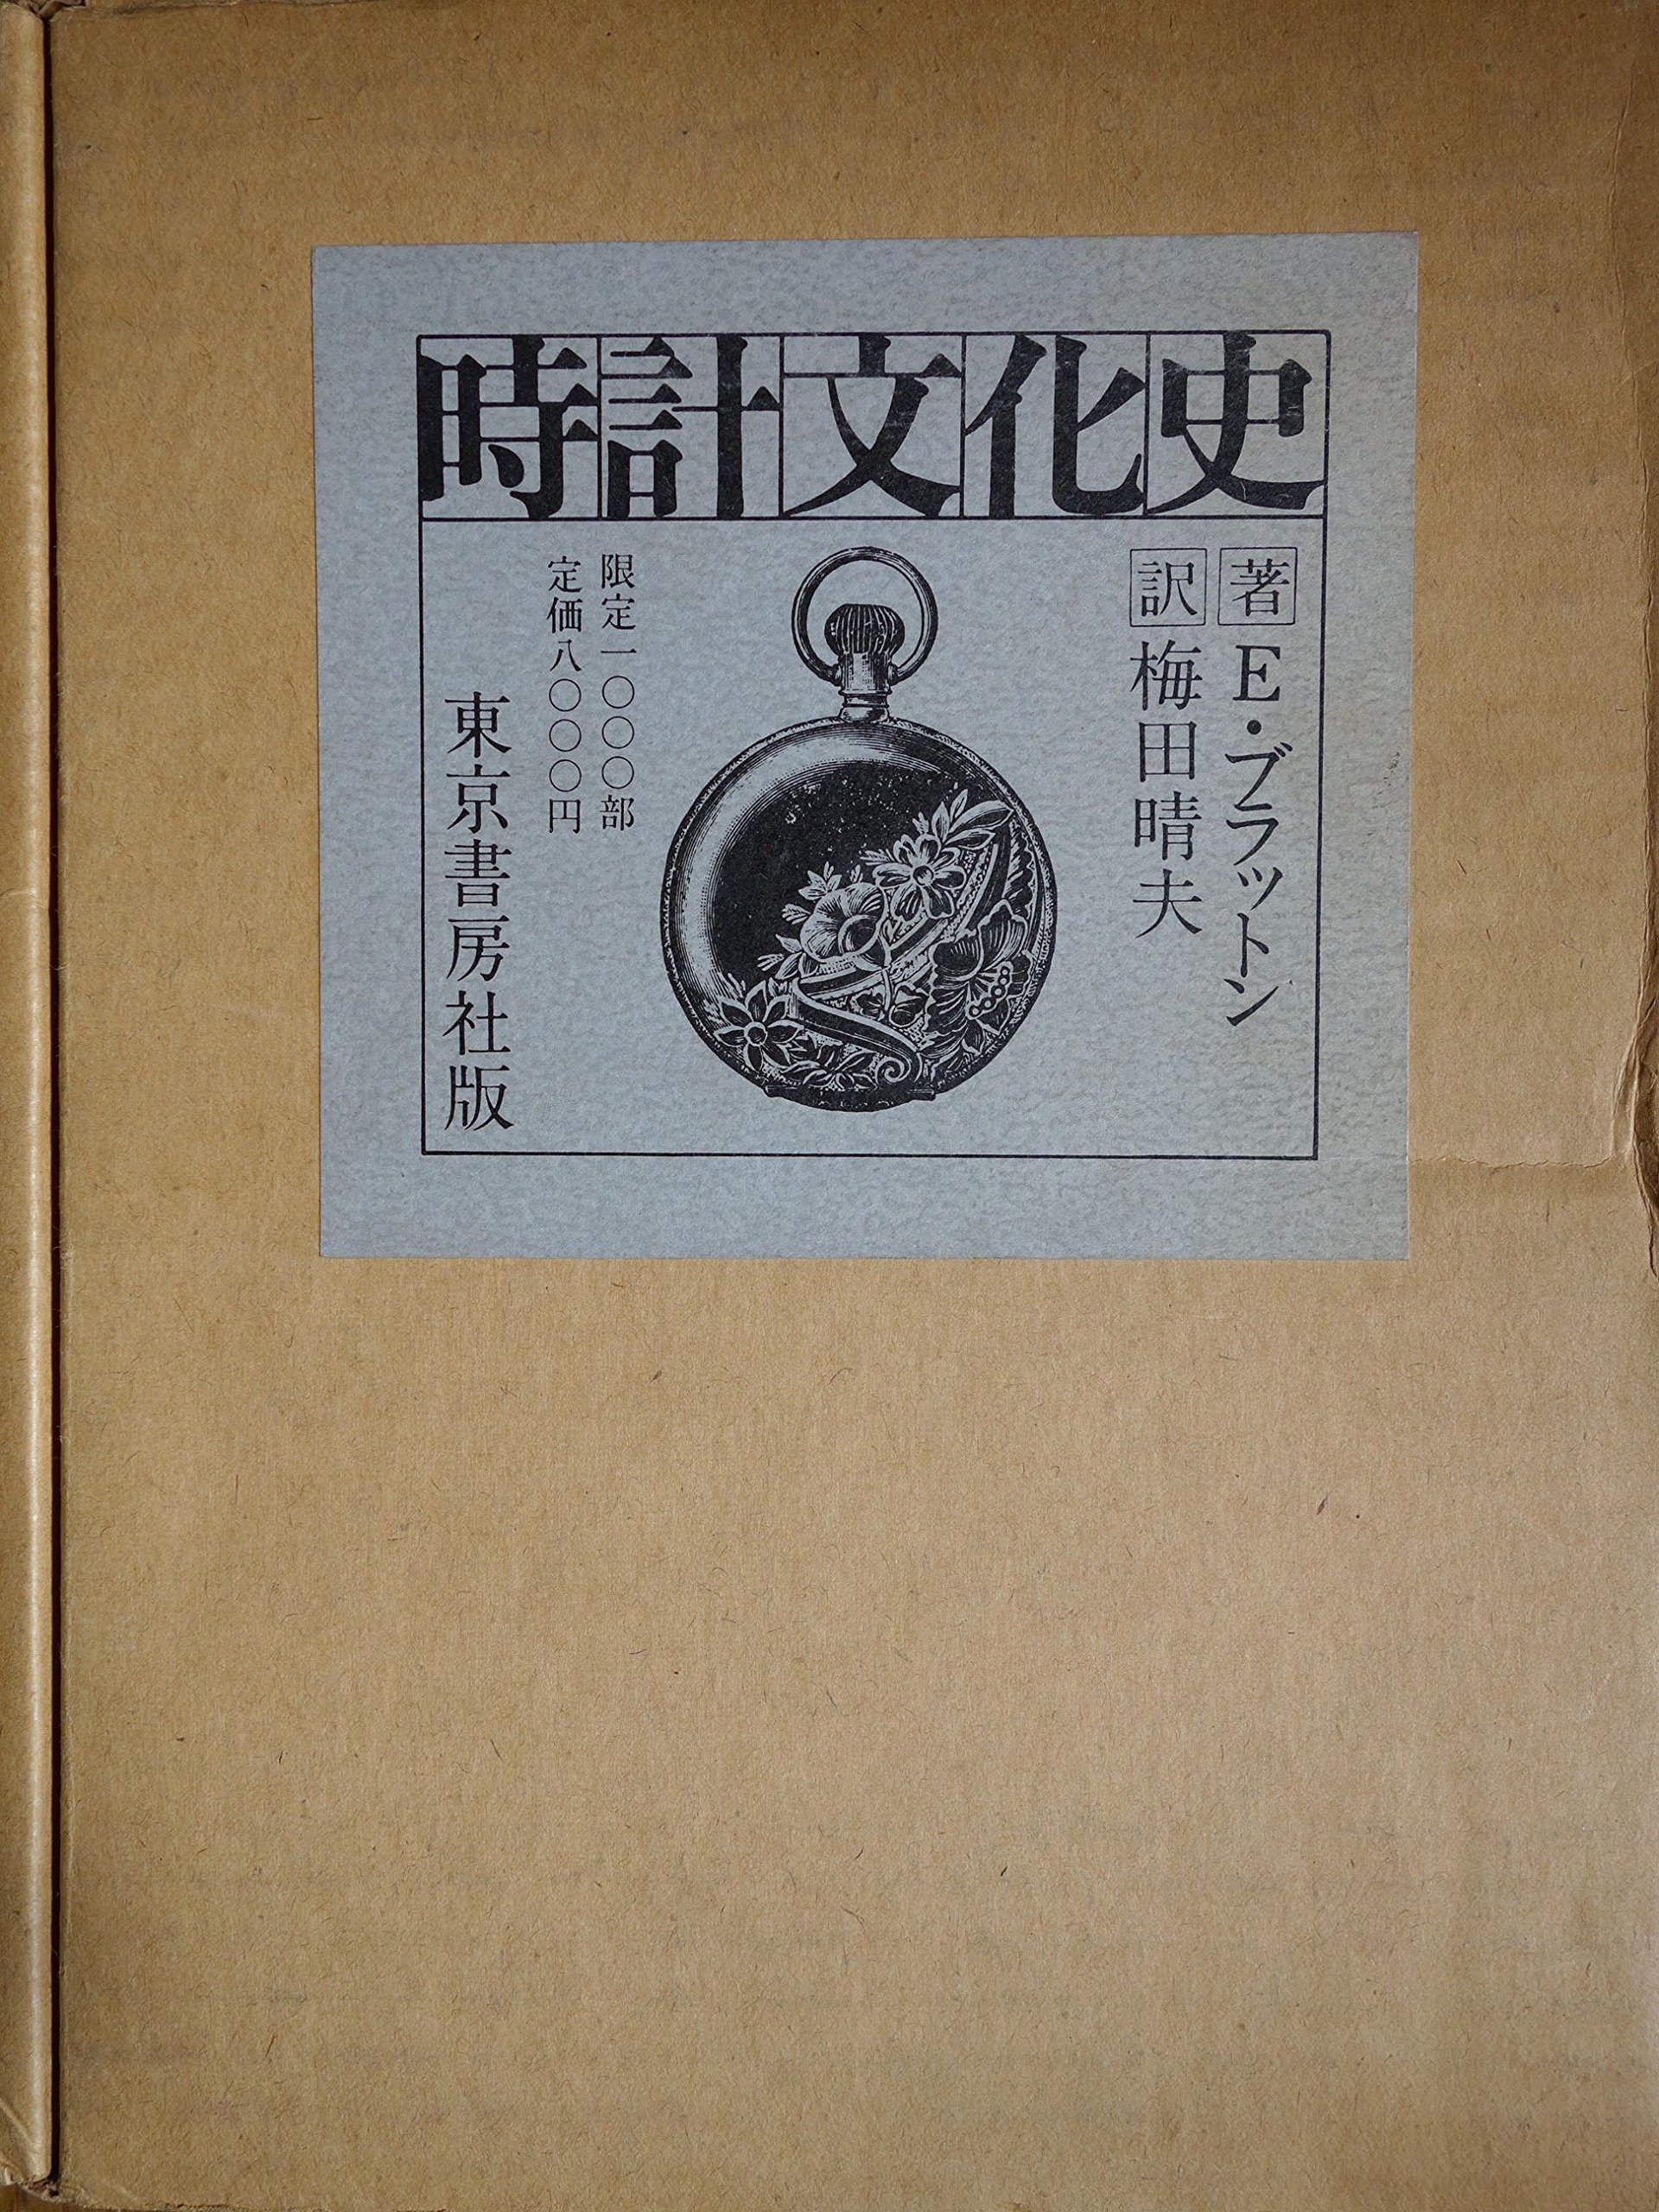 時計文化史
著 E・ブラットン
訳 梅田晴夫
限定一〇〇〇部
定価八〇〇〇円
東京書房社版